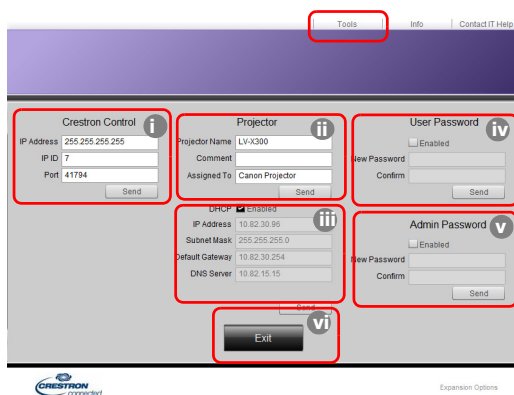 Tools Info Contact IT Help
Crestron Control
i
IP Address 255.255.255.255
IP ID 7
Port 41794
Send
Projector
ii
Projector Name LV-X300
Comment
Assigned To Canon Projector
Send
DHCP Enabled
iii
IP Address 10.82.30.96
Subnet Mask 255.255.255.0
Default Gateway 10.82.30.254
DNS Server 10.82.15.15
Send
User Password
iv
Enabled
New Password
Confirm
Send
Admin Password
v
Enabled
New Password
Confirm
Send
vi
Exit
CRESTRON
connected
Expansion Options